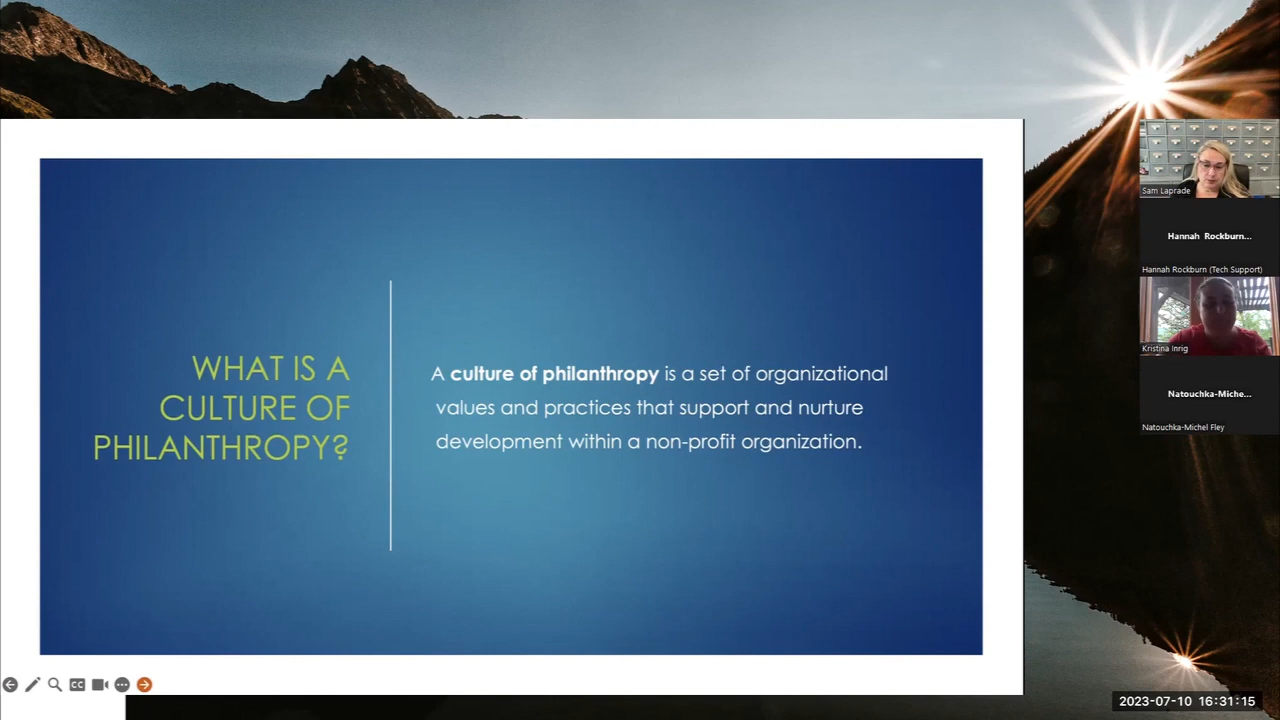 WHAT IS A
CULTURE OF
PHILANTHROPY?
A culture of philanthropy is a set of organizational
values and practices that support and nurture
development within a non-profit organization.
Sam Laprade
Hannah Rockburn...
Hannah Rockburn (Tech Support)
Kristina Inrig
Natouchka-Miche...
Natouchka-Michel Fley
CC
2023-07-10 16:31:15